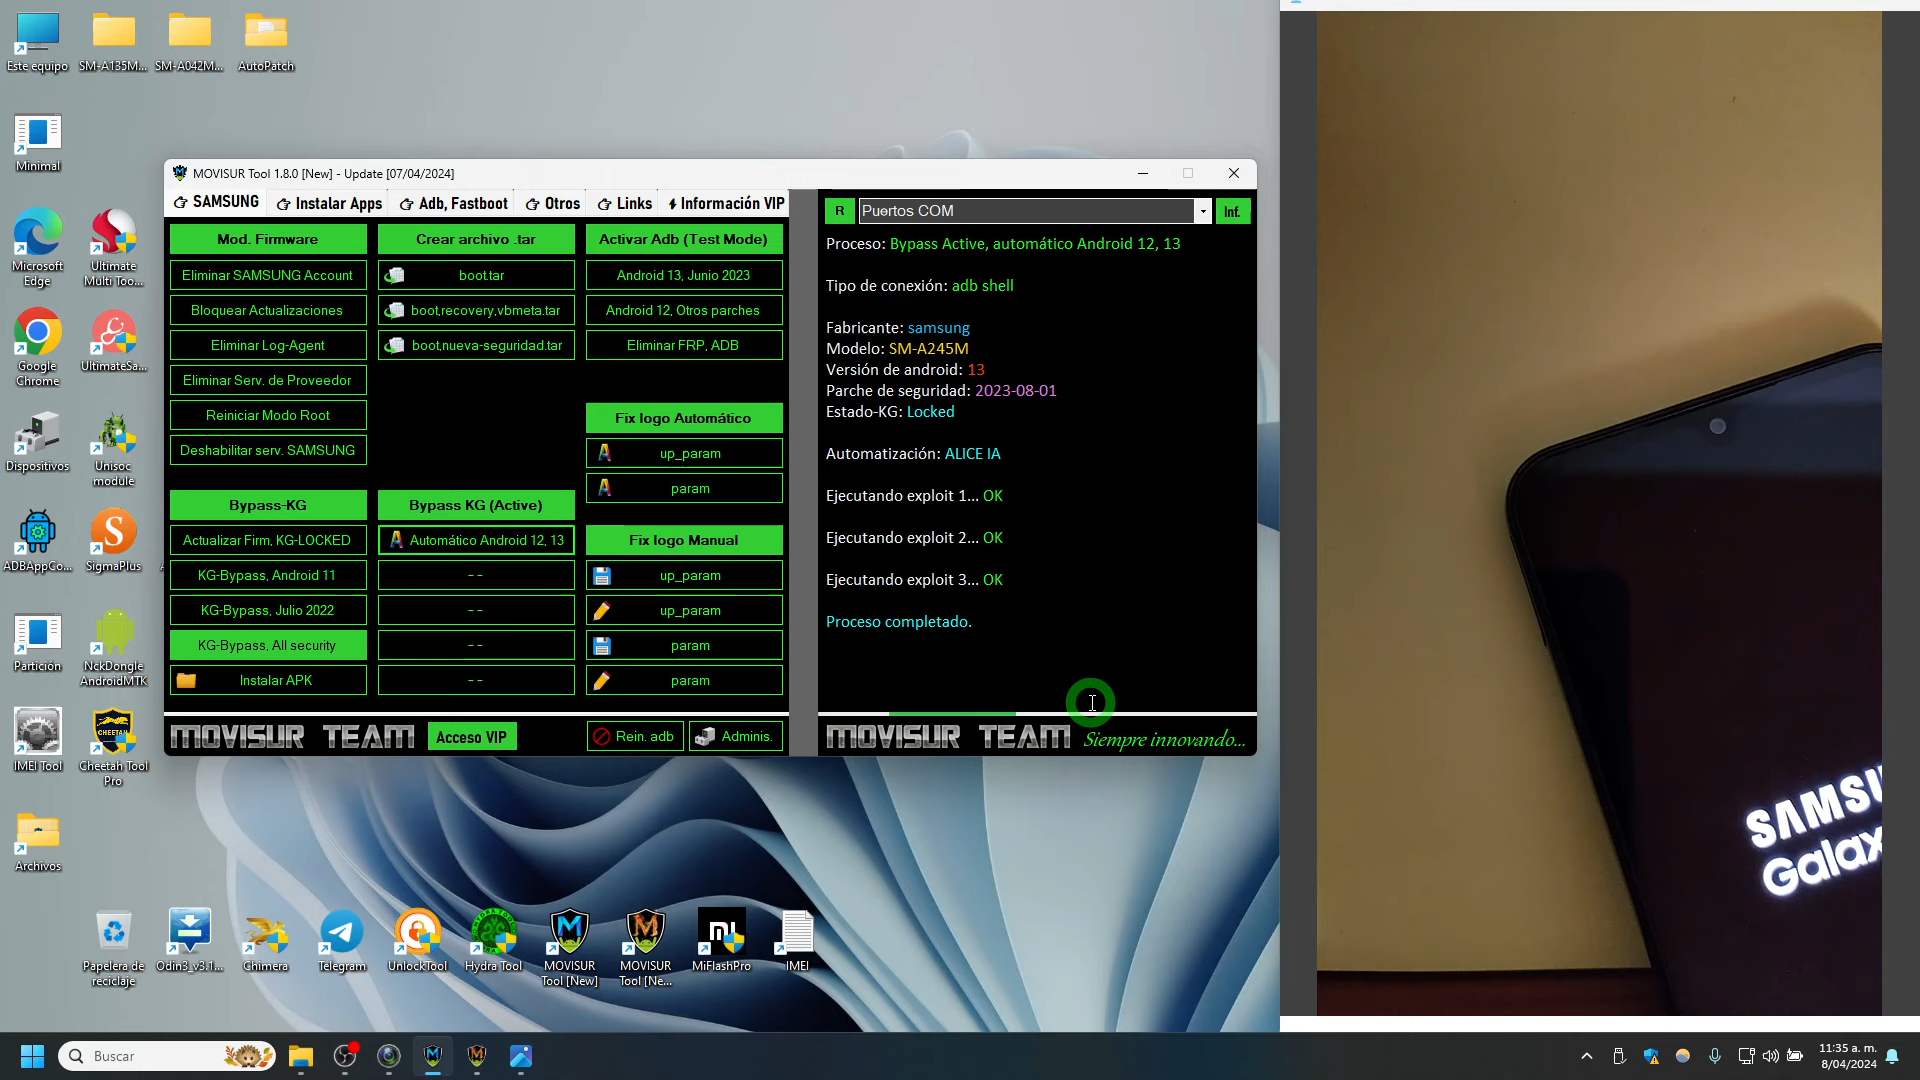 Este equipo
SM-A135M...
SM-A042M...
AutoPatch
Minimal
Microsoft
Edge
Ultimate
Multi Too...
Google
Chrome
UltimateSa...
Dispositivos
Unisoc
module
ADBAppCo...
SigmaPlus
Partición
NckDongle
AndroidMTK
IMEI Tool
Cheetah Tool
Pro
Archivos
MOVISUR Tool 1.8.0 [New] - Update [07/04/2024]
SAMSUNG
Instalar Apps
Adb, Fastboot
Otros
Links
Información VIP
Mod. Firmware
Eliminar SAMSUNG Account
Bloquear Actualizaciones
Eliminar Log-Agent
Eliminar Serv. de Proveedor
Reiniciar Modo Root
Deshabilitar serv. SAMSUNG
Crear archivo .tar
boot.tar
boot,recovery,vbmeta.tar
boot,nueva-seguridad.tar
Activar Adb (Test Mode)
Android 13, Junio 2023
Android 12, Otros parches
Eliminar FRP, ADB
Fix logo Automático
up_param
param
Bypass-KG
Actualizar Firm, KG-LOCKED
KG-Bypass, Android 11
KG-Bypass, Julio 2022
KG-Bypass, All security
Instalar APK
Bypass KG (Active)
Automático Android 12, 13
- -
- -
- -
- -
Fix logo Manual
up_param
up_param
param
param
MOVISUR TEAM
Acceso VIP
Rein. adb
Adminis.
R
Puertos COM
Inf.
Proceso: Bypass Active, automático Android 12, 13
Tipo de conexión: adb shell
Fabricante: samsung
Modelo: SM-A245M
Versión de android: 13
Parche de seguridad: 2023-08-01
Estado-KG: Locked
Automatización: ALICE IA
Ejecutando exploit 1... OK
Ejecutando exploit 2... OK
Ejecutando exploit 3... OK
Proceso completado.
MOVISUR TEAM
Siempre innovando...
SAMSU
Galax
Papelera de
reciclaje
Odin3_v3.1...
Chimera
Telegram
UnlockTool
Hydra Tool
MOVISUR
Tool [New]
MOVISUR
Tool [Ne...
MiFlashPro
IMEI
Buscar
11:35 a. m.
8/04/2024